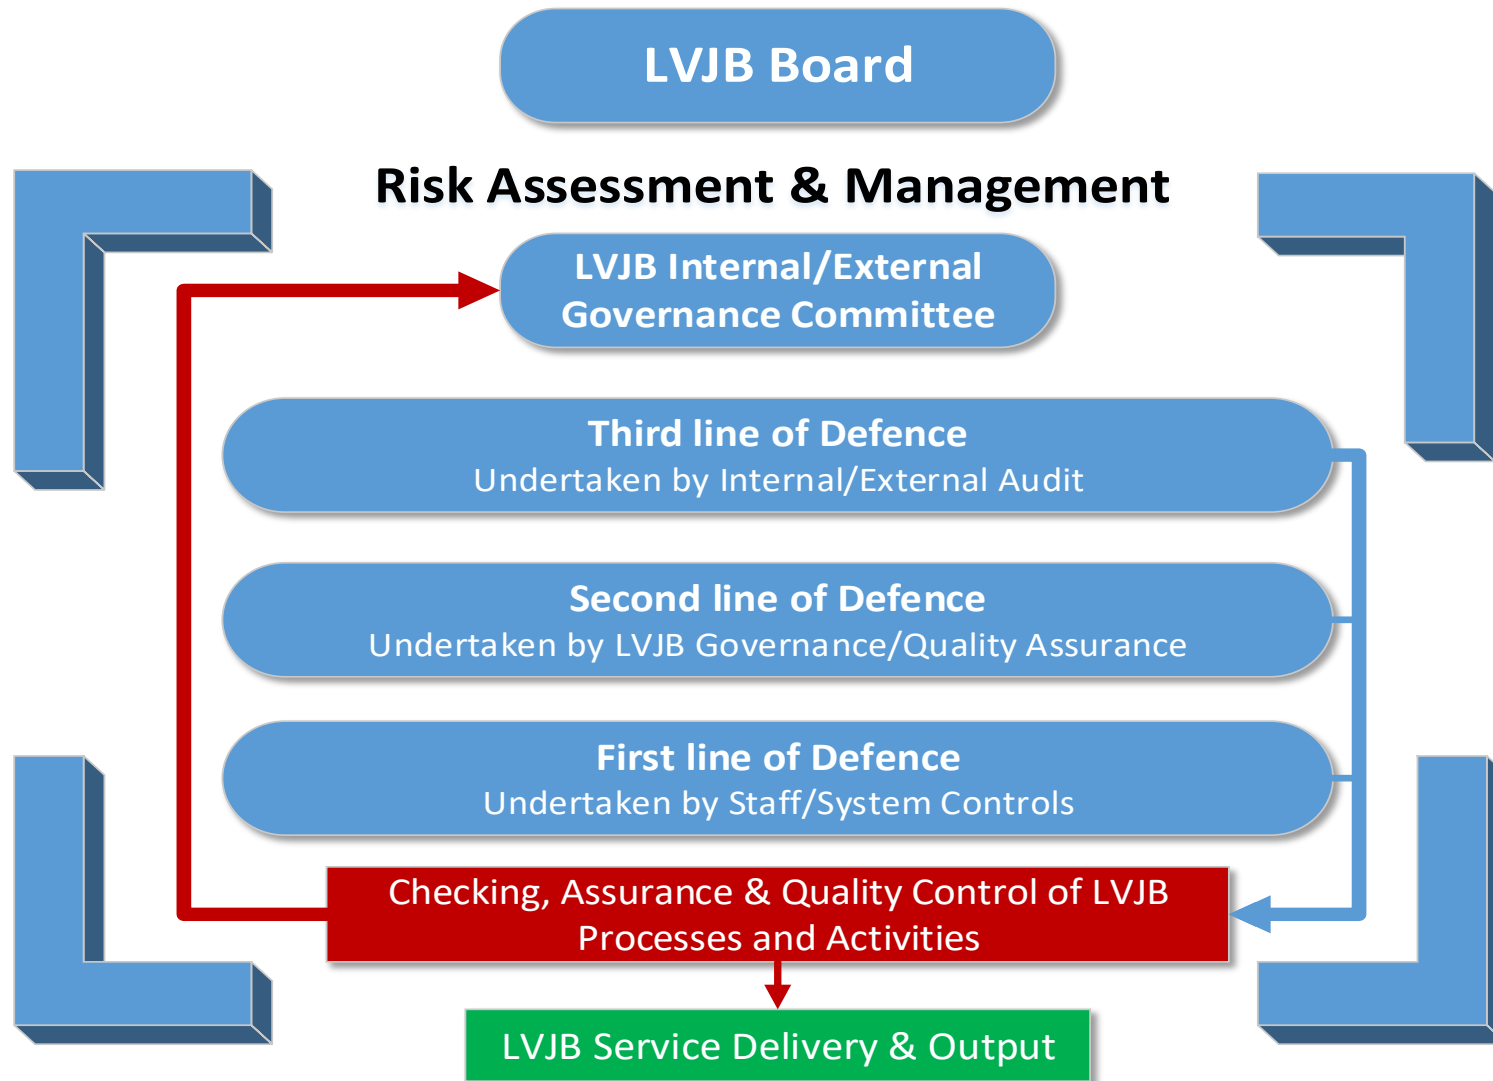 LVJB Board
Risk Assessment & Management
LVJB Internal/External
Governance Committee
Third line of Defence
Undertaken by Internal/External Audit
Second line of Defence
Undertaken by LVJB Governance/Quality Assurance
First line of Defence
Undertaken by Staff/System Controls
Checking, Assurance & Quality Control of LVJB
Processes and Activities
LVJB Service Delivery & Output